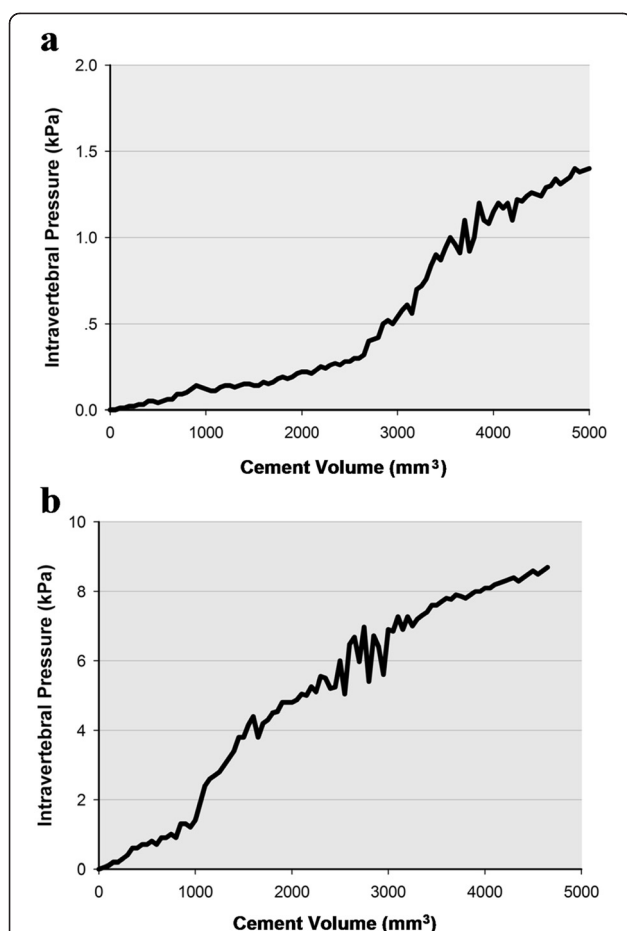 a
2.0
1.5
1.0
.5
0.0
Intravertebral Pressure (kPa)
0 1000 2000 3000 4000 5000
Cement Volume (mm³)
b
10
8
6
4
2
0
Intravertebral Pressure (kPa)
0 1000 2000 3000 4000 5000
Cement Volume (mm³)